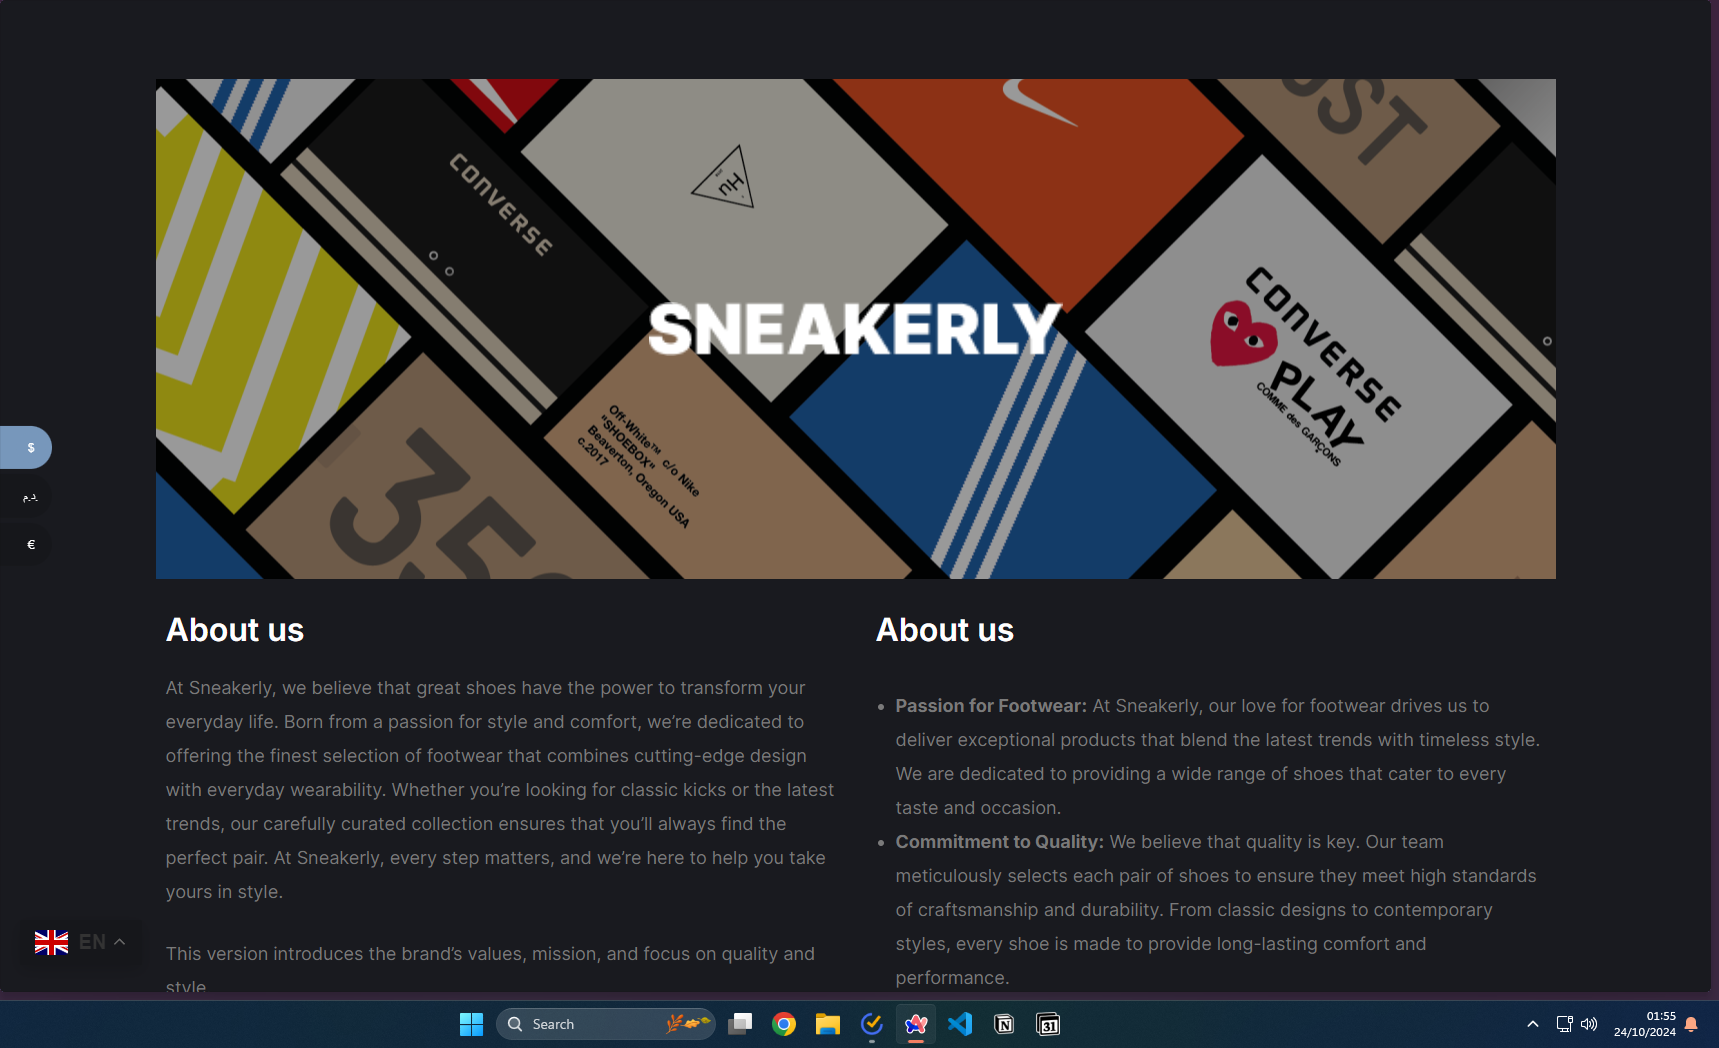 CONVERSE
UST
SNEAKERLY
CONVERSE
PLAY
COMME des GARÇONS
Off-White™ c/o Nike
"SHOEBOX"
Beaverton, Oregon USA
c.2017
350
$
د.م.
€
About us
At Sneakerly, we believe that great shoes have the power to transform your
everyday life. Born from a passion for style and comfort, we’re dedicated to
offering the finest selection of footwear that combines cutting-edge design
with everyday wearability. Whether you’re looking for classic kicks or the latest
trends, our carefully curated collection ensures that you’ll always find the
perfect pair. At Sneakerly, every step matters, and we’re here to help you take
yours in style.
This version introduces the brand’s values, mission, and focus on quality and
style
About us
• Passion for Footwear: At Sneakerly, our love for footwear drives us to
deliver exceptional products that blend the latest trends with timeless style.
We are dedicated to providing a wide range of shoes that cater to every
taste and occasion.
• Commitment to Quality: We believe that quality is key. Our team
meticulously selects each pair of shoes to ensure they meet high standards
of craftsmanship and durability. From classic designs to contemporary
styles, every shoe is made to provide long-lasting comfort and
performance.
EN
Search
31
01:55
24/10/2024